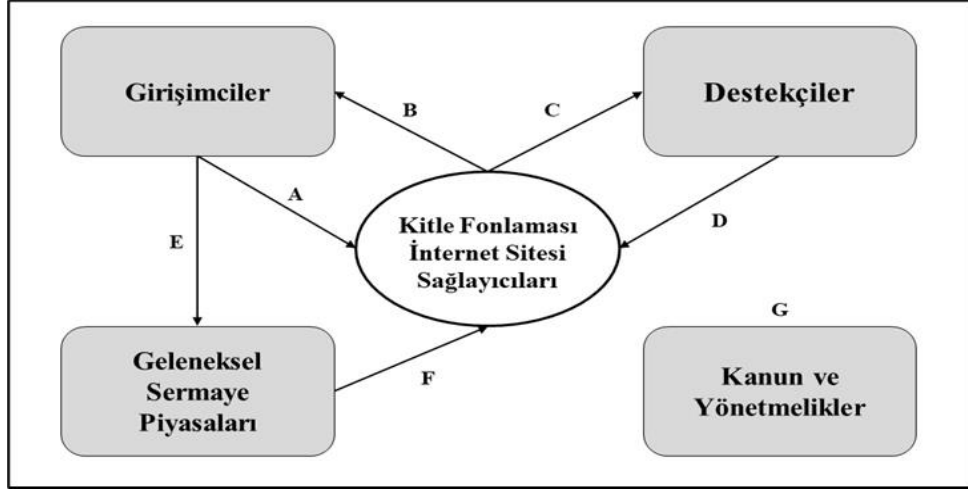 Girişimciler
Destekçiler
B
C
A
D
E
Kitle Fonlaması
İnternet Sitesi
Sağlayıcıları
G
Geleneksel
Sermaye
Piyasaları
F
Kanun ve
Yönetmelikler